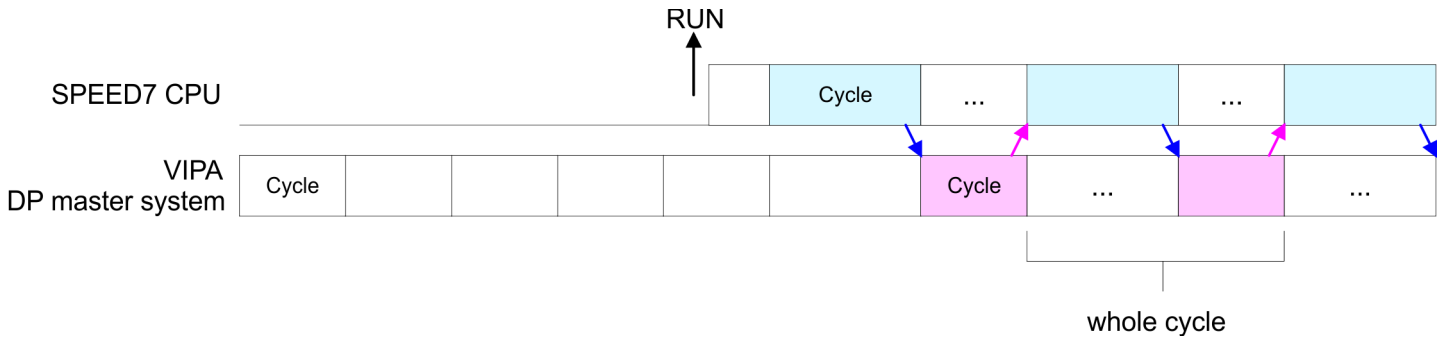 RUN
SPEED7 CPU
Cycle
...
...
VIPA
DP master system
Cycle
Cycle
...
...
whole cycle